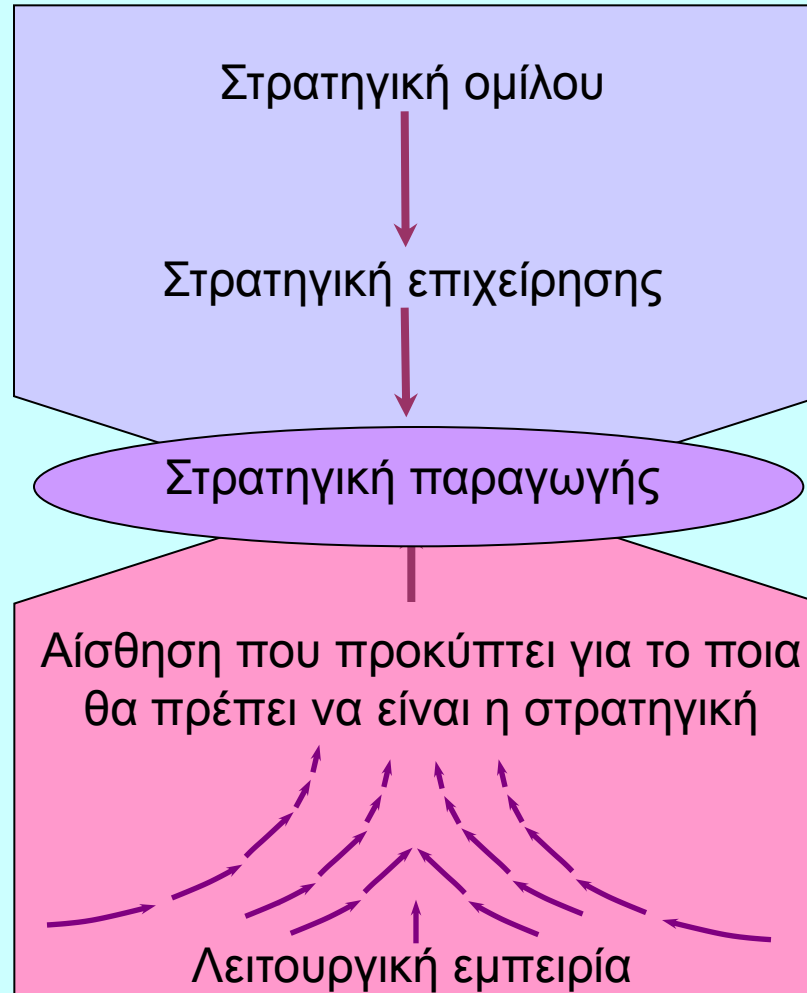 Στρατηγική ομίλου
Στρατηγική επιχείρησης
Στρατηγική παραγωγής
Αίσθηση που προκύπτει για το ποια
θα πρέπει να είναι η στρατηγική
Λειτουργική εμπειρία